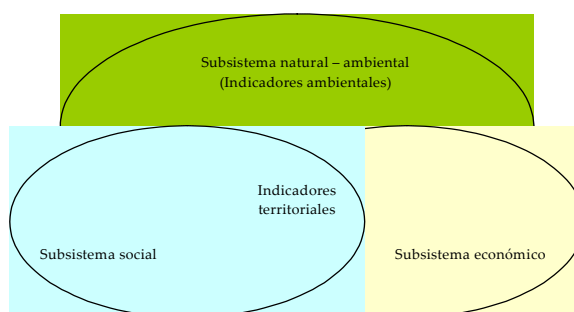 Subsistema natural – ambiental
(Indicadores ambientales)
Indicadores
territoriales
Subsistema social
Subsistema económico